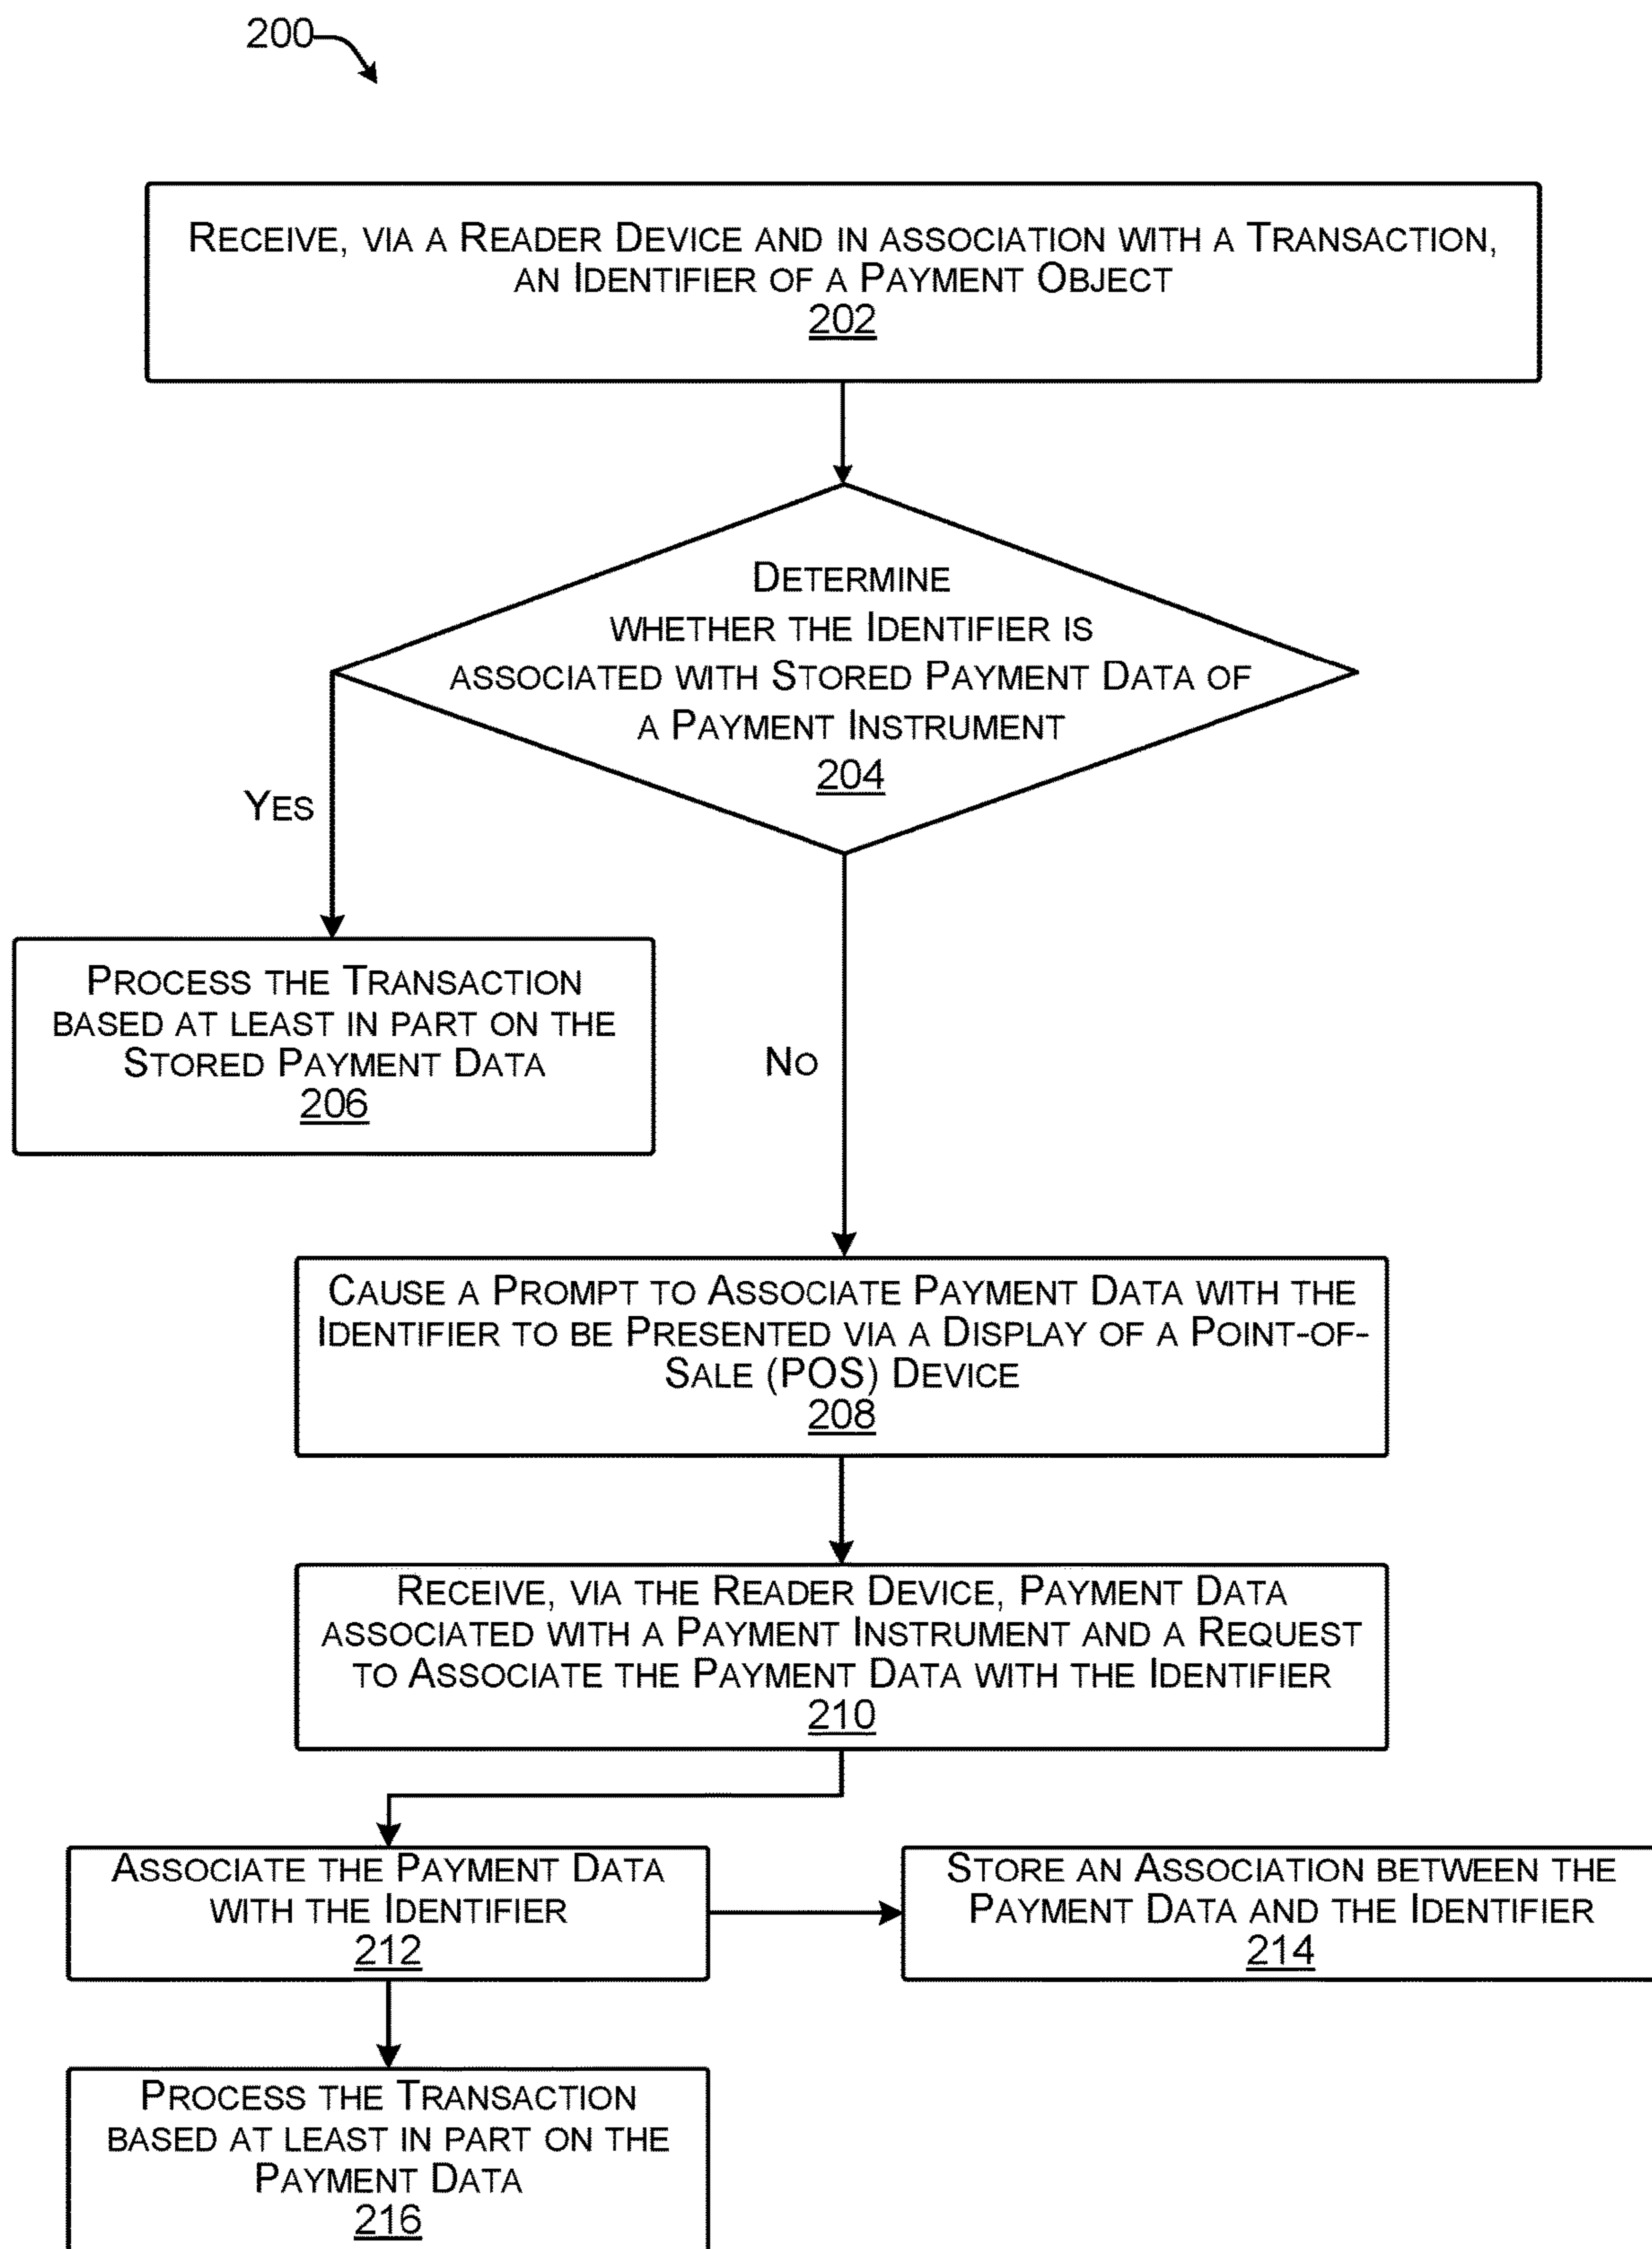 200
RECEIVE, VIA A READER DEVICE AND IN ASSOCIATION WITH A TRANSACTION,
AN IDENTIFIER OF A PAYMENT OBJECT
202
DETERMINE
WHETHER THE IDENTIFIER IS
ASSOCIATED WITH STORED PAYMENT DATA OF
A PAYMENT INSTRUMENT
204
YES
PROCESS THE TRANSACTION
BASED AT LEAST IN PART ON THE
STORED PAYMENT DATA
206
NO
CAUSE A PROMPT TO ASSOCIATE PAYMENT DATA WITH THE
IDENTIFIER TO BE PRESENTED VIA A DISPLAY OF A POINT-OF-
SALE (POS) DEVICE
208
RECEIVE, VIA THE READER DEVICE, PAYMENT DATA
ASSOCIATED WITH A PAYMENT INSTRUMENT AND A REQUEST
TO ASSOCIATE THE PAYMENT DATA WITH THE IDENTIFIER
210
ASSOCIATE THE PAYMENT DATA
WITH THE IDENTIFIER
212
STORE AN ASSOCIATION BETWEEN THE
PAYMENT DATA AND THE IDENTIFIER
214
PROCESS THE TRANSACTION
BASED AT LEAST IN PART ON THE
PAYMENT DATA
216